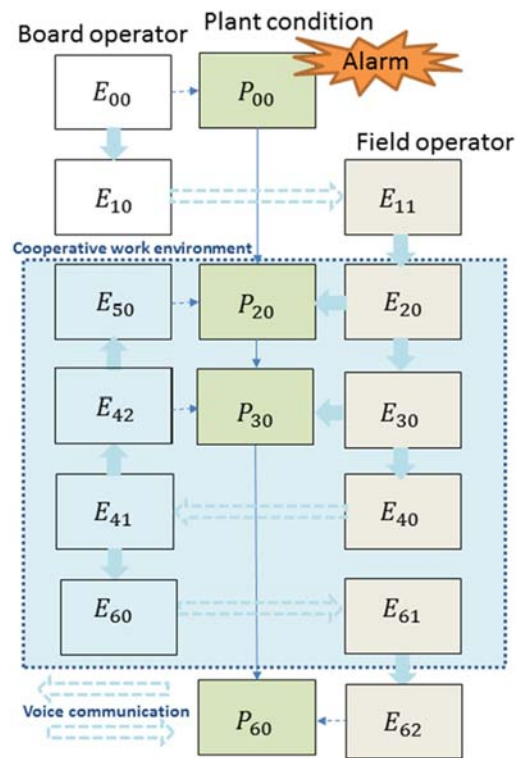 Plant condition
Board operator
Alarm
E₀₀
P₀₀
Field operator
E₁₀
E₁₁
Cooperative work environment
E₅₀
P₂₀
E₂₀
E₄₂
P₃₀
E₃₀
E₄₁
E₄₀
E₆₀
E₆₁
Voice communication
P₆₀
E₆₂